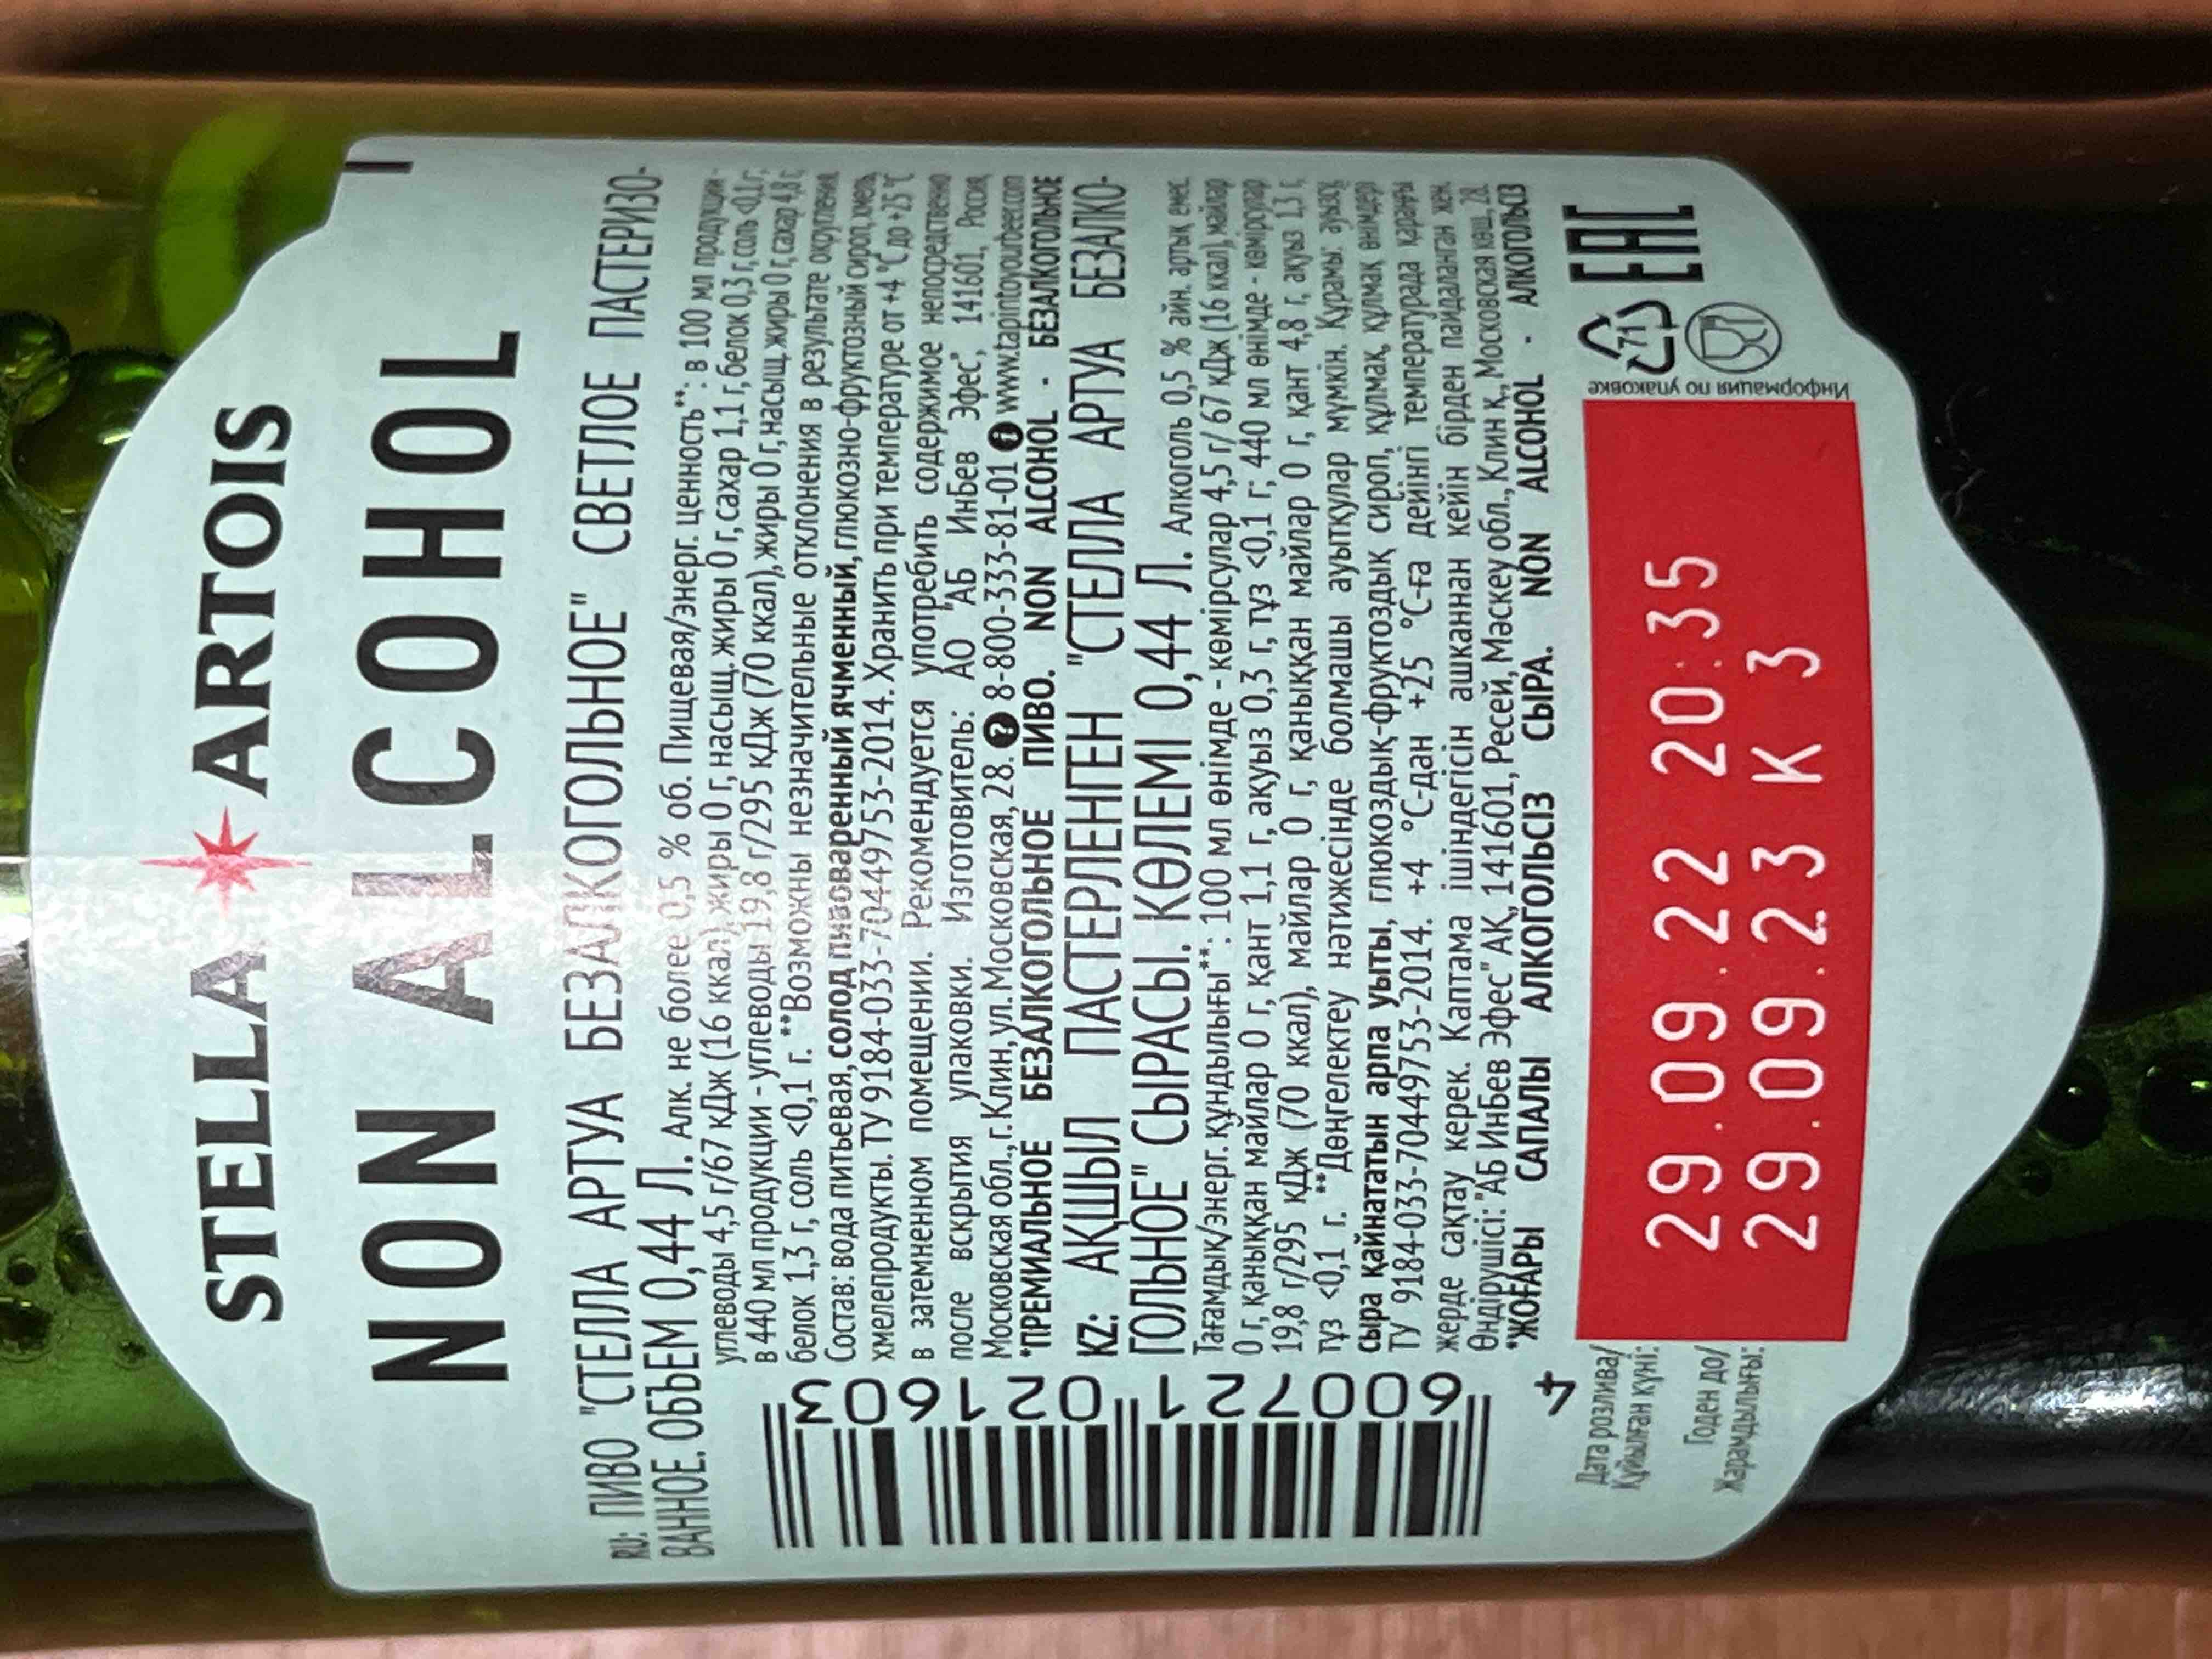 STELLA ARTOIS
NON ALCOHOL
RU: ПИВО "СТЕЛЛА АРТУА БЕЗАЛКОГОЛЬНОЕ" СВЕТЛОЕ ПАСТЕРИЗО-
ВАННОЕ. ОБЪЕМ 0,44 Л. Алк. не более 0,5 % об. Пищевая/энерг. ценность**: в 100 мл продукции -
углеводы 4,5 г/67 кДж (16 ккал), жиры 0 г, насыщ. жиры 0 г, сахар 1,1 г, белок 0,3 г, соль <0,1 г;
в 440 мл продукции - углеводы 19,8 г/295 кДж (70 ккал), жиры 0 г, насыщ. жиры 0 г, сахар 4,8 г,
белок 1,3 г, соль <0,1 г. **Возможны незначительные отклонения в результате округления
Состав: вода питьевая, солод пивоваренный ячменный, глюкозно-фруктозный сироп, хмель,
хмелепродукты. ТУ 9184-033-70449753-2014. Хранить при температуре от +4 °С до +25 °С
в затемненном помещении. Рекомендуется употребить содержимое непосредственно
после вскрытия упаковки. Изготовитель: АО "АБ ИнБев Эфес", 141601, Россия,
Московская обл., г. Клин, ул. Московская, 28. ? 8-800-333-81-01 i www.tapintoyourbeer.com
*ПРЕМИАЛЬНОЕ БЕЗАЛКОГОЛЬНОЕ ПИВО. NON ALCOHOL - БЕЗАЛКОГОЛЬНОЕ
KZ: АҚШЫЛ ПАСТЕРЛЕНГЕН "СТЕЛЛА АРТУА БЕЗАЛКО-
ГОЛЬНОЕ" СЫРАСЫ. КӨЛЕМІ 0,44 Л. Алкоголь 0,5 % айн. артық емес.
Тағамдық/энерг. құндылығы**: 100 мл өнімде - көмірсулар 4,5 г/ 67 кДж (16 ккал), майлар
0 г, қаныққан майлар 0 г, қант 1,1 г, ақуыз 0,3 г, тұз <0,1 г; 440 мл өнімде - көмірсулар
19,8 г/295 кДж (70 ккал), майлар 0 г, қаныққан майлар 0 г, қант 4,8 г, ақуыз 1,3 г,
тұз <0,1 г. **Дөңгелектеу нәтижесінде болмашы ауытқулар мүмкін. Құрамы: ауызсу,
сыра қайнататын арпа уыты, глюкоздық-фруктоздық сироп, құлмақ, құлмақ өнімдері
ТУ 9184-033-70449753-2014. +4 °С-дан +25 °С-ға дейінгі температурада қараңғы
жерде сақтау керек. Қаптама ішіндегісін ашқаннан кейін бірден пайдаланған жөн.
Өндірушісі: "АБ ИнБев Эфес" АҚ, 141601, Ресей, Мәскеу обл., Клин қ., Московская көш., 28.
*ЖОҒАРЫ САПАЛЫ АЛКОГОЛЬСІЗ СЫРА. NON ALCOHOL - АЛКОГОЛЬСІЗ
4 600721 020'
91 03
Дата розлива/
Құйылған күні:
Годен до/
Жарамдылығы:
29.09.22 20:35
29.09.23 К 3
Информация по упаковке
71
EAC